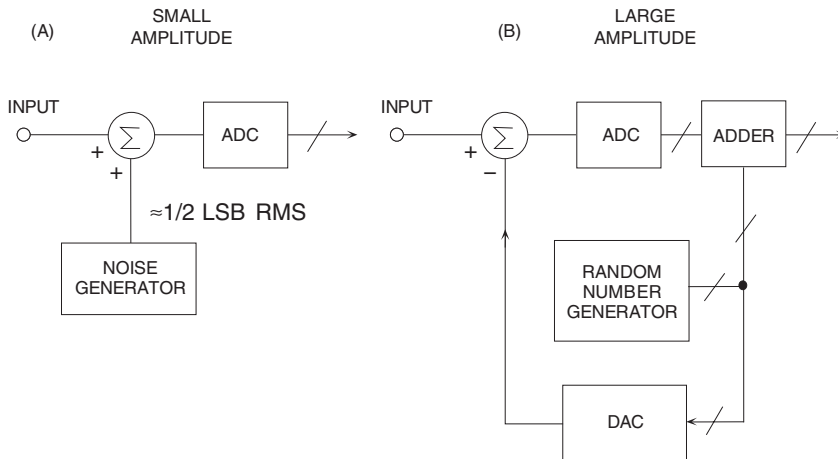 (A)
SMALL
AMPLITUDE
INPUT
Σ
+
+
ADC
≈1/2 LSB RMS
NOISE
GENERATOR
(B)
LARGE
AMPLITUDE
INPUT
Σ
+
−
ADC
ADDER
RANDOM
NUMBER
GENERATOR
DAC